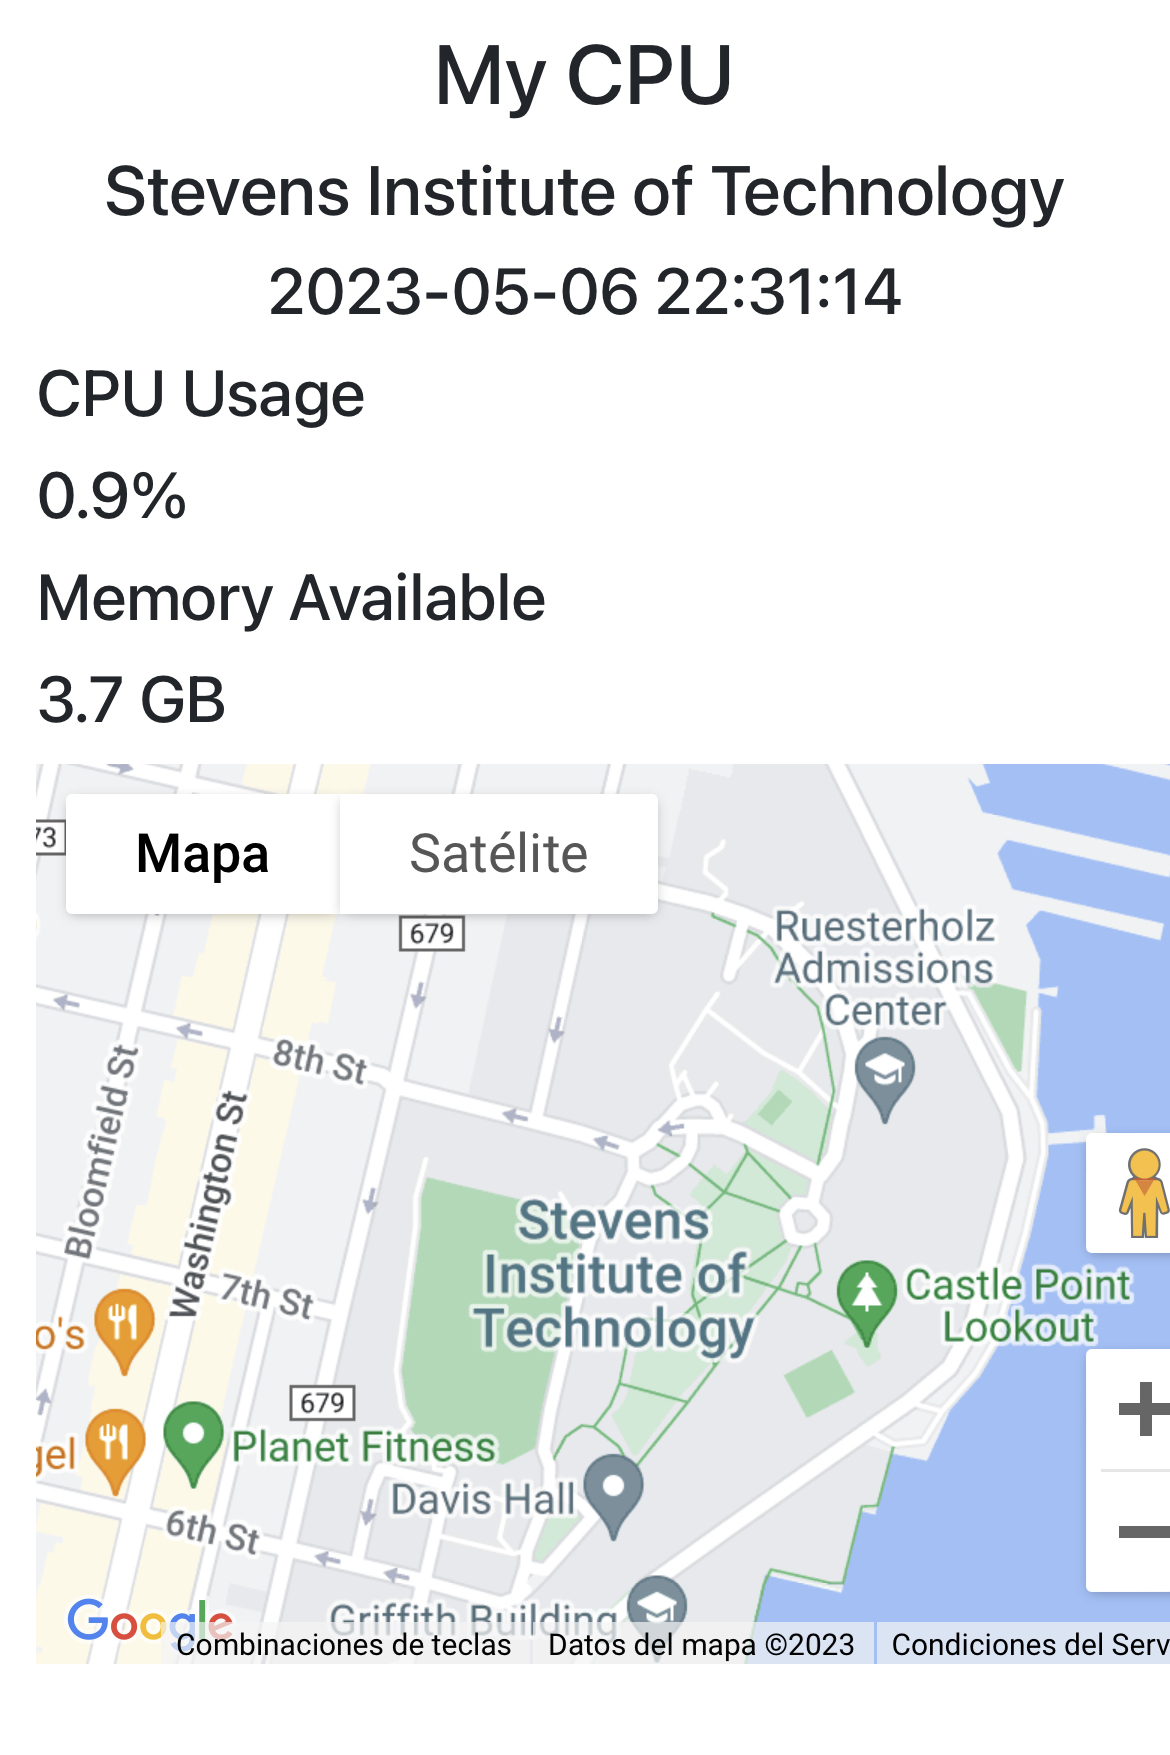 My CPU
Stevens Institute of Technology
2023-05-06 22:31:14
CPU Usage
0.9%
Memory Available
3.7 GB
73
Mapa
Satélite
679
Ruesterholz
Admissions
Center
8th St
Bloomfield St
Washington St
7th St
Stevens
Institute of
Technology
Castle Point
Lookout
o's
679
gel
Planet Fitness
Davis Hall
6th St
Griffith Building
Google
Combinaciones de teclas
Datos del mapa ©2023
Condiciones del Serv